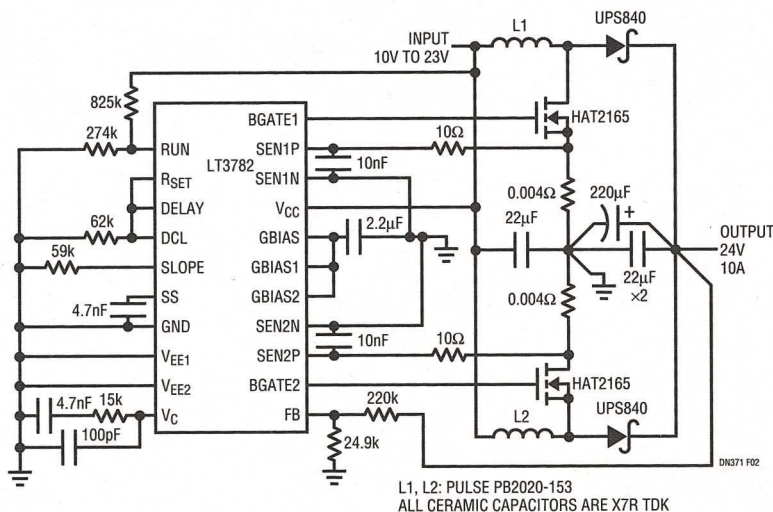 L1
UPS840
INPUT
10V TO 23V
825k
274k
BGATE1
HAT2165
10Ω
RUN
LT3782
SEN1P
10nF
RSET
SEN1N
DELAY
VCC
0.004Ω
220µF
+
62k
2.2µF
22µF
DCL
GBIAS
OUTPUT
24V
10A
59k
SLOPE
GBIAS1
22µF
×2
SS
GBIAS2
0.004Ω
4.7nF
GND
SEN2N
10nF
10Ω
VEE1
SEN2P
VEE2
BGATE2
HAT2165
4.7nF
15k
VC
FB
220k
UPS840
L2
100pF
24.9k
DN371 F02
L1, L2: PULSE PB2020-153
ALL CERAMIC CAPACITORS ARE X7R TDK